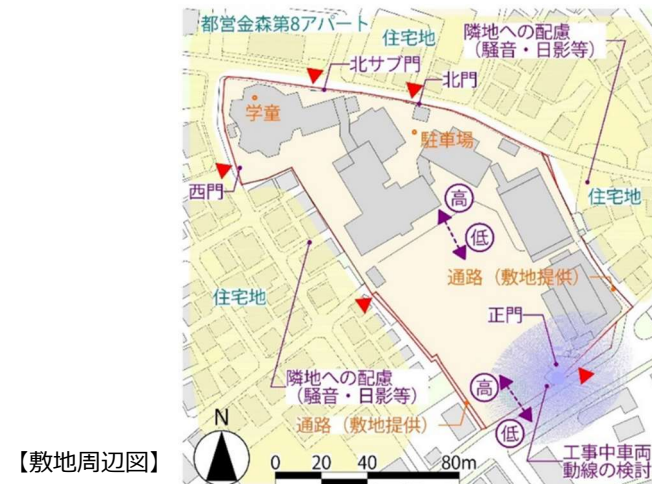 都営金森第8アパート
住宅地
隣地への配慮
（騒音・日影等）
北サブ門
北門
学童
駐車場
西門
高
低
住宅地
通路（敷地提供）
住宅地
正門
隣地への配慮
（騒音・日影等）
高
低
通路（敷地提供）
工事中車両
動線の検討
N
0 20 40 80m
【敷地周辺図】